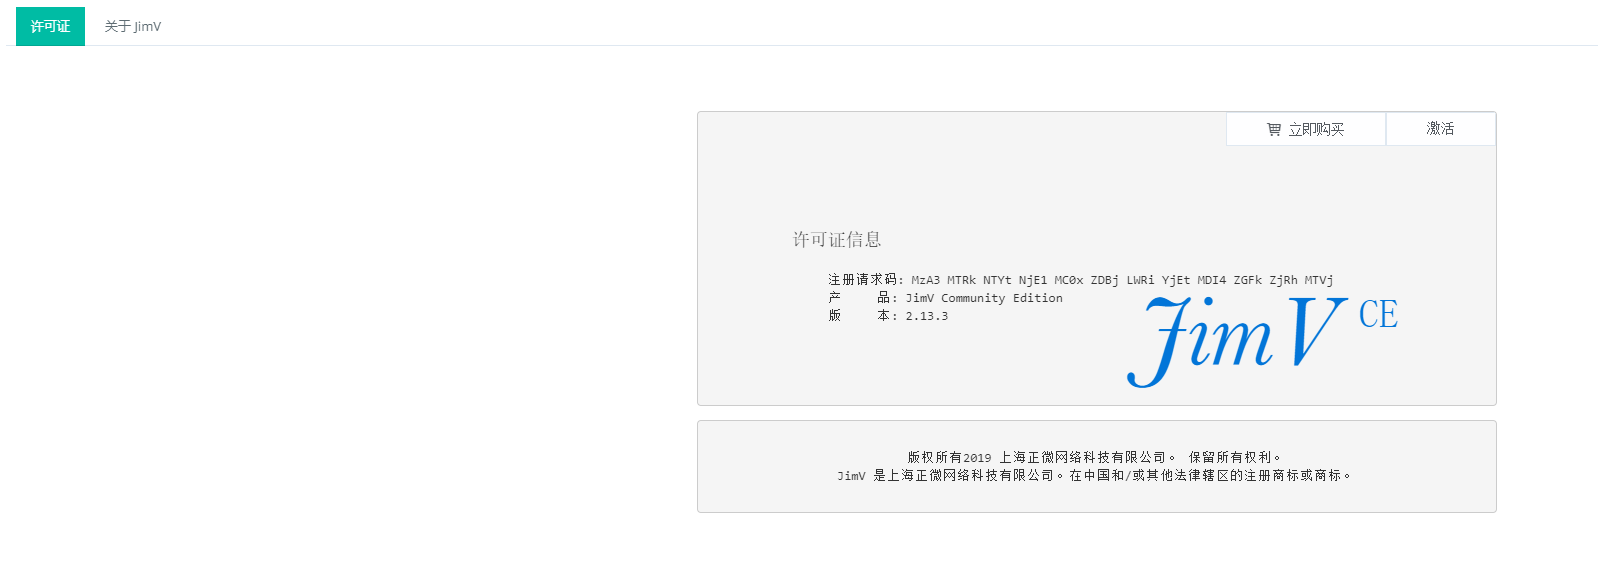 许可证
关于 JimV
立即购买
激活
许可证信息
注册请求码: MzA3 MTRk NTYt NjE1 MC0x ZDBj LWRi YjEt MDI4 ZGFk ZjRh MTVj
产 品: JimV Community Edition
版 本: 2.13.3
JimV CE
版权所有2019 上海正微网络科技有限公司。 保留所有权利。
JimV 是上海正微网络科技有限公司。在中国和/或其他法律辖区的注册商标或商标。